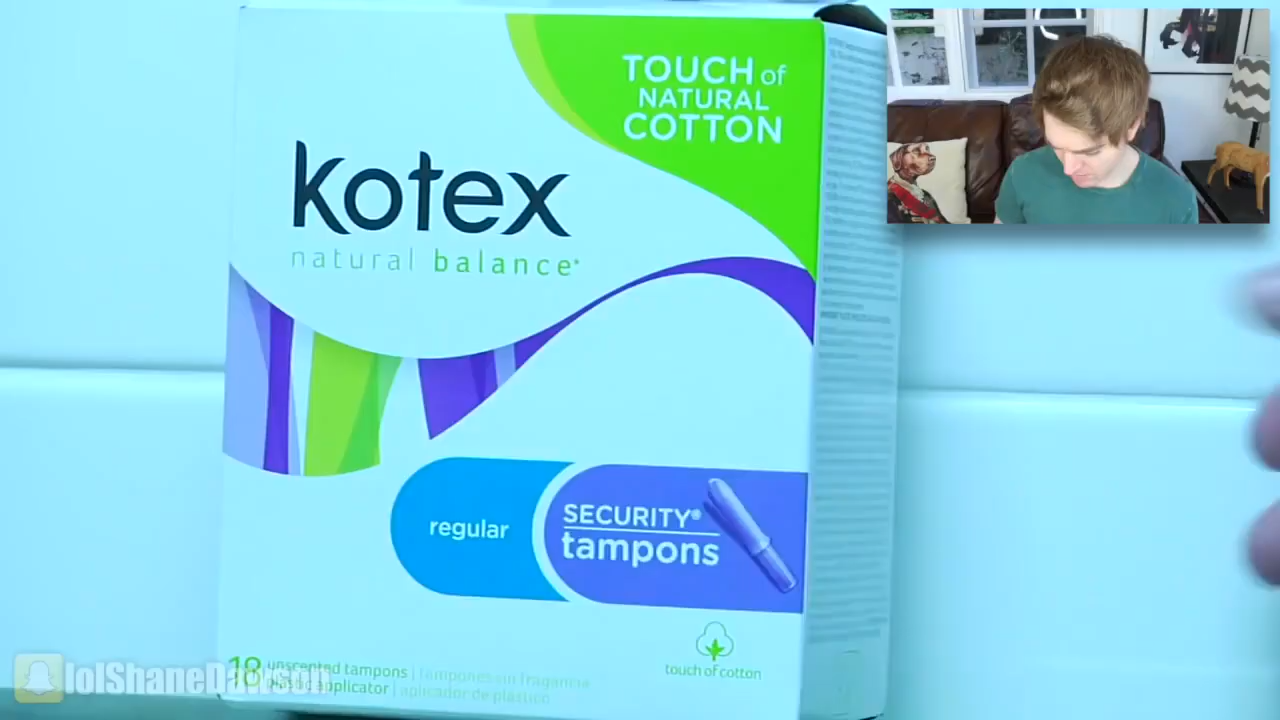 TOUCH of
NATURAL
COTTON
kotex
natural balance®
regular
SECURITY®
tampons
touch of cotton
18 unscented tampons | tampones sin fragancia
plastic applicator | aplicador de plástico
lolShaneDawson